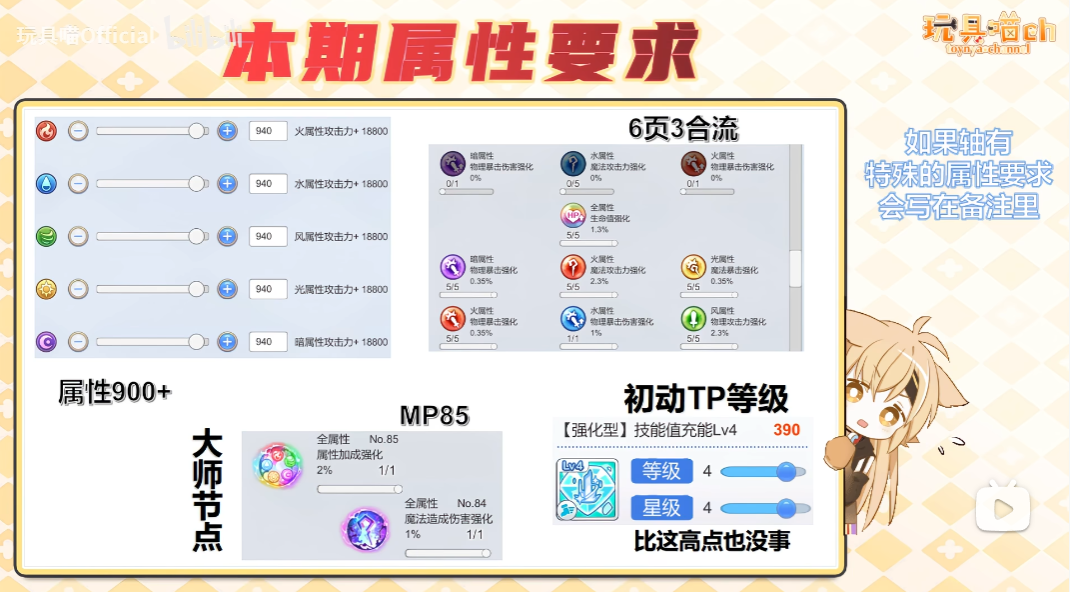 玩具喵Official bilibili
本期属性要求
玩具喵ch
toynyachannel
940 火属性攻击力+ 18800
940 水属性攻击力+ 18800
940 风属性攻击力+ 18800
940 光属性攻击力+ 18800
940 暗属性攻击力+ 18800
属性900+
6页3合流
暗属性
物理暴击伤害强化
0%
0/1
水属性
魔法攻击力强化
0%
0/5
火属性
物理暴击伤害强化
0%
0/1
全属性
生命值强化
1.3%
HP
5/5
暗属性
物理暴击强化
0.35%
5/5
火属性
魔法攻击力强化
2.3%
5/5
光属性
魔法暴击强化
0.35%
5/5
火属性
物理暴击强化
0.35%
5/5
水属性
物理暴击伤害强化
1%
1/1
风属性
物理攻击力强化
2.3%
5/5
如果轴有
特殊的属性要求
会写在备注里
大师节点
MP85
全属性 No.85
属性加成强化
2% 1/1
全属性 No.84
魔法造成伤害强化
1% 1/1
初动TP等级
【强化型】技能值充能Lv4 390
Lv4
等级 4
星级 4
比这高点也没事